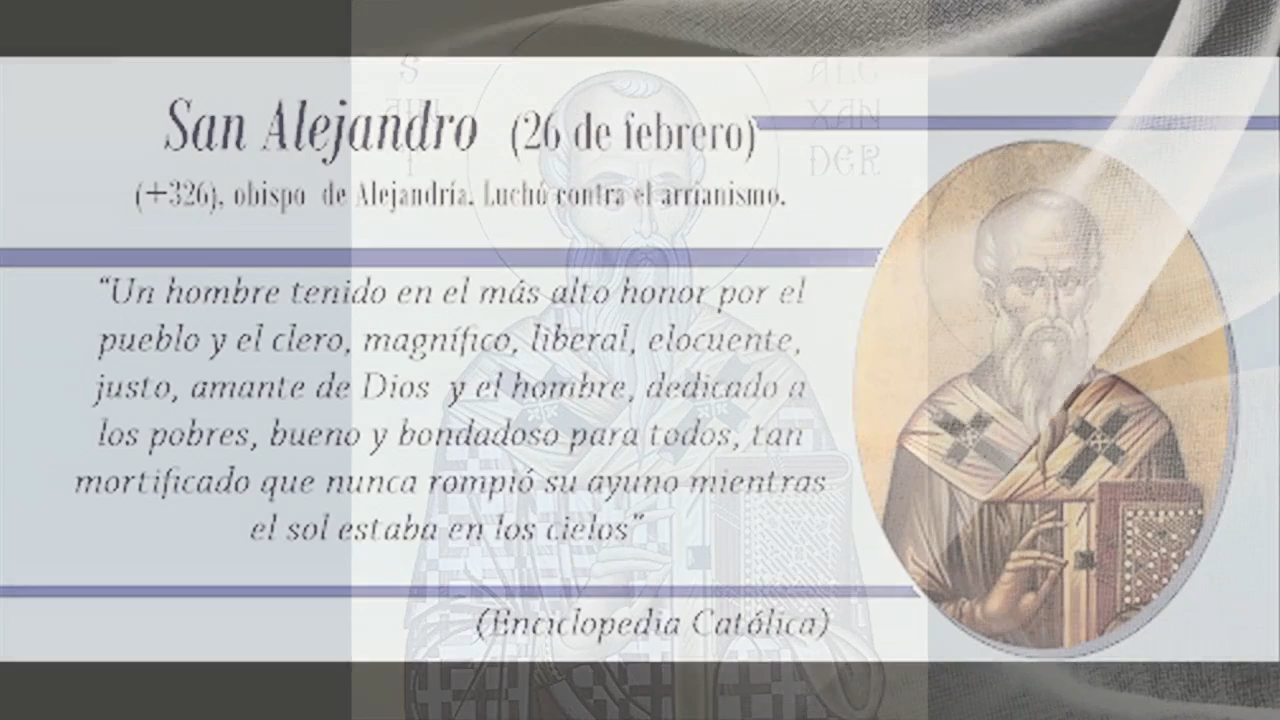 San Alejandro (26 de febrero)
(+326), obispo de Alejandría. Luchó contra el arrianismo.
“Un hombre tenido en el más alto honor por el
pueblo y el clero, magnífico, liberal, elocuente,
justo, amante de Dios y el hombre, dedicado a
los pobres, bueno y bondadoso para todos, tan
mortificado que nunca rompió su ayuno mientras
el sol estaba en los cielos”
(Enciclopedia Católica)
S
ALE
XAN
DER